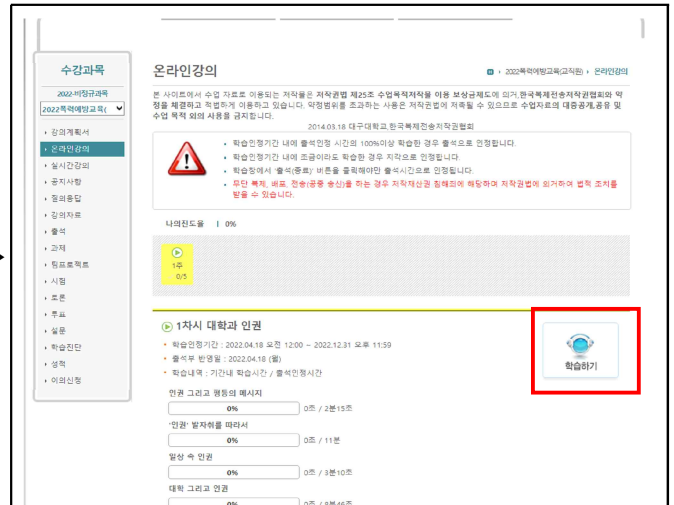 수강과목
2022-비정규과목
2022폭력예방교육(
강의계획서
온라인강의
실시간강의
공지사항
질의응답
강의자료
출석
과제
팀프로젝트
시험
토론
투표
설문
학습진단
성적
이의신청
온라인강의
2022폭력예방교육(교직원) › 온라인강의
본 사이트에서 수업 자료로 이용되는 저작물은 저작권법 제25조 수업목적저작물 이용 보상금제도에 의거,한국복제전송저작권협회와 약
정을 체결하고 적법하게 이용하고 있습니다. 약정범위를 초과하는 사용은 저작권법에 저촉될 수 있으므로 수업자료의 대중공개,공유 및
수업 목적 외의 사용을 금지합니다.
2014.03.18 대구대학교,한국복제전송저작권협회
학습인정기간 내에 출석인정 시간의 100%이상 학습한 경우 출석으로 인정합니다.
학습인정기간 내에 조금이라도 학습한 경우 지각으로 인정합니다.
학습창에서 '출석(종료)' 버튼을 클릭해야만 출석시간으로 인정됩니다.
무단 복제, 배포, 전송(공중 송신)을 하는 경우 저작재산권 침해죄에 해당하며 저작권법에 의거하여 법적 조치를
받을 수 있습니다.
나의진도율 | 0%
1주
0/5
1차시 대학과 인권
학습인정기간 : 2022.04.18 오전 12:00 ~ 2022.12.31 오후 11:59
출석부 반영일 : 2022.04.18 (월)
학습내역 : 기간내 학습시간 / 출석인정시간
학습하기
인권 그리고 평등의 메시지
0% 0초 / 2분15초
'인권' 발자취를 따라서
0% 0초 / 11분
일상 속 인권
0% 0초 / 3분10초
대학 그리고 인권
0% 0초 / 9분46초